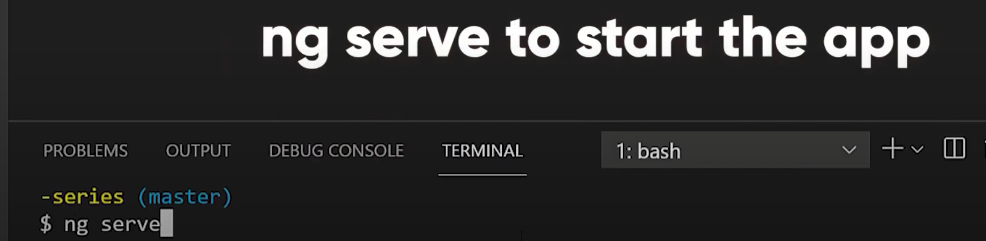 ng serve to start the app
PROBLEMS OUTPUT DEBUG CONSOLE TERMINAL 1: bash
-series (master)
$ ng serve